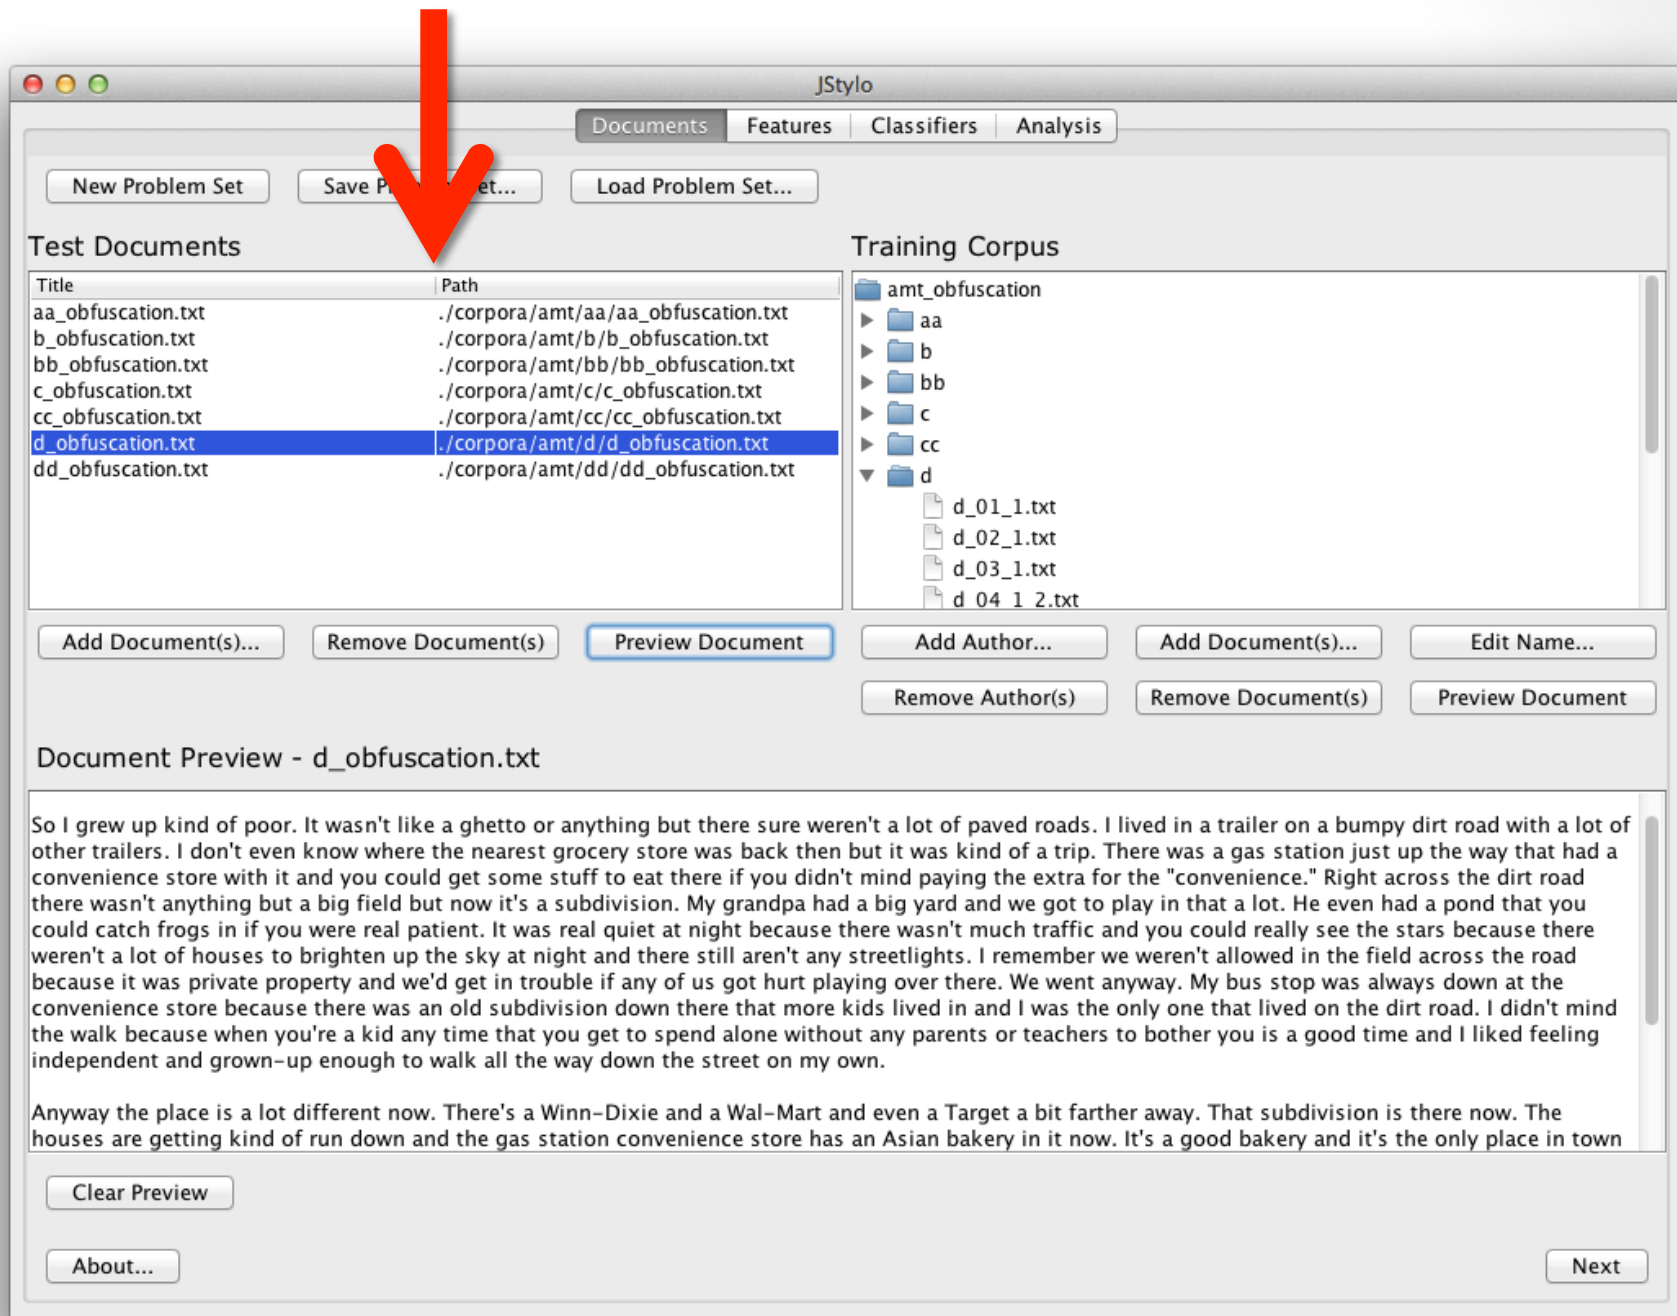 JStylo
Documents Features Classifiers Analysis
New Problem Set Save P et... Load Problem Set...
Test Documents
Title Path
aa_obfuscation.txt ./corpora/amt/aa/aa_obfuscation.txt
b_obfuscation.txt ./corpora/amt/b/b_obfuscation.txt
bb_obfuscation.txt ./corpora/amt/bb/bb_obfuscation.txt
c_obfuscation.txt ./corpora/amt/c/c_obfuscation.txt
cc_obfuscation.txt ./corpora/amt/cc/cc_obfuscation.txt
d_obfuscation.txt ./corpora/amt/d/d_obfuscation.txt
dd_obfuscation.txt ./corpora/amt/dd/dd_obfuscation.txt
Add Document(s)... Remove Document(s) Preview Document
Training Corpus
amt_obfuscation
aa
b
bb
c
cc
d
d_01_1.txt
d_02_1.txt
d_03_1.txt
d_04_1_2.txt
Add Author... Add Document(s)... Edit Name...
Remove Author(s) Remove Document(s) Preview Document
Document Preview - d_obfuscation.txt
So I grew up kind of poor. It wasn't like a ghetto or anything but there sure weren't a lot of paved roads. I lived in a trailer on a bumpy dirt road with a lot of
other trailers. I don't even know where the nearest grocery store was back then but it was kind of a trip. There was a gas station just up the way that had a
convenience store with it and you could get some stuff to eat there if you didn't mind paying the extra for the "convenience." Right across the dirt road
there wasn't anything but a big field but now it's a subdivision. My grandpa had a big yard and we got to play in that a lot. He even had a pond that you
could catch frogs in if you were real patient. It was real quiet at night because there wasn't much traffic and you could really see the stars because there
weren't a lot of houses to brighten up the sky at night and there still aren't any streetlights. I remember we weren't allowed in the field across the road
because it was private property and we'd get in trouble if any of us got hurt playing over there. We went anyway. My bus stop was always down at the
convenience store because there was an old subdivision down there that more kids lived in and I was the only one that lived on the dirt road. I didn't mind
the walk because when you're a kid any time that you get to spend alone without any parents or teachers to bother you is a good time and I liked feeling
independent and grown-up enough to walk all the way down the street on my own.
Anyway the place is a lot different now. There's a Winn-Dixie and a Wal-Mart and even a Target a bit farther away. That subdivision is there now. The
houses are getting kind of run down and the gas station convenience store has an Asian bakery in it now. It's a good bakery and it's the only place in town
Clear Preview
About... Next